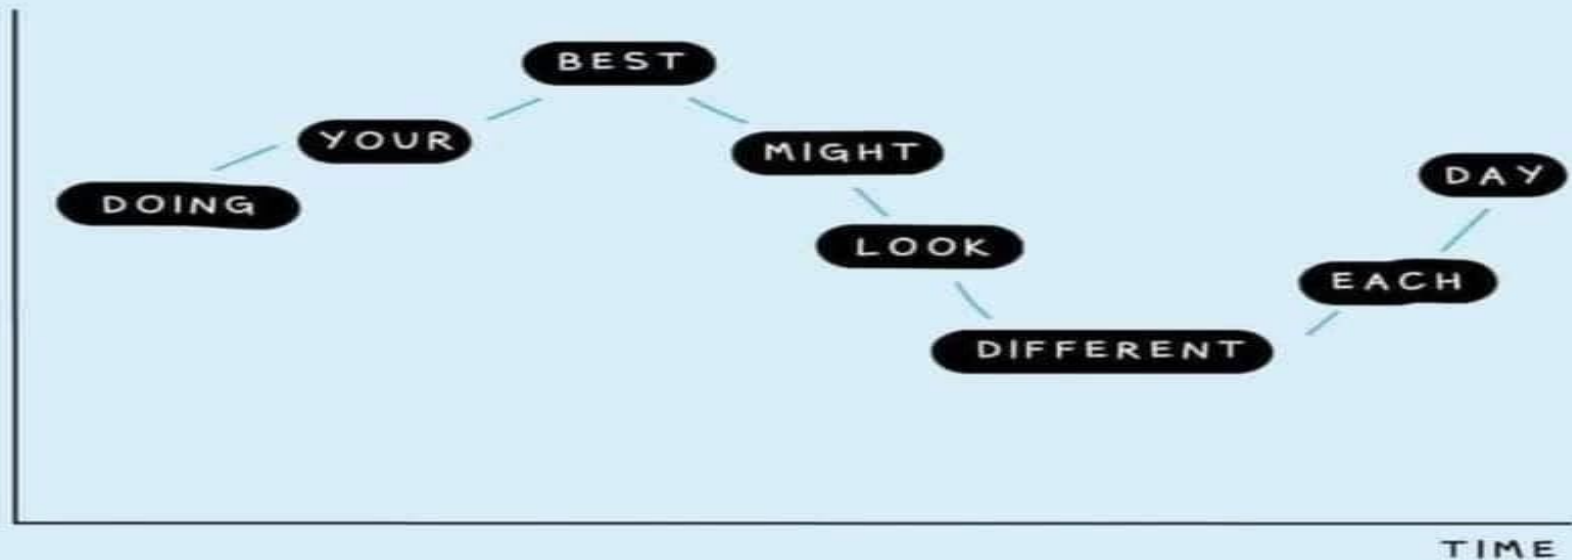 DOING
YOUR
BEST
MIGHT
LOOK
DIFFERENT
EACH
DAY
TIME